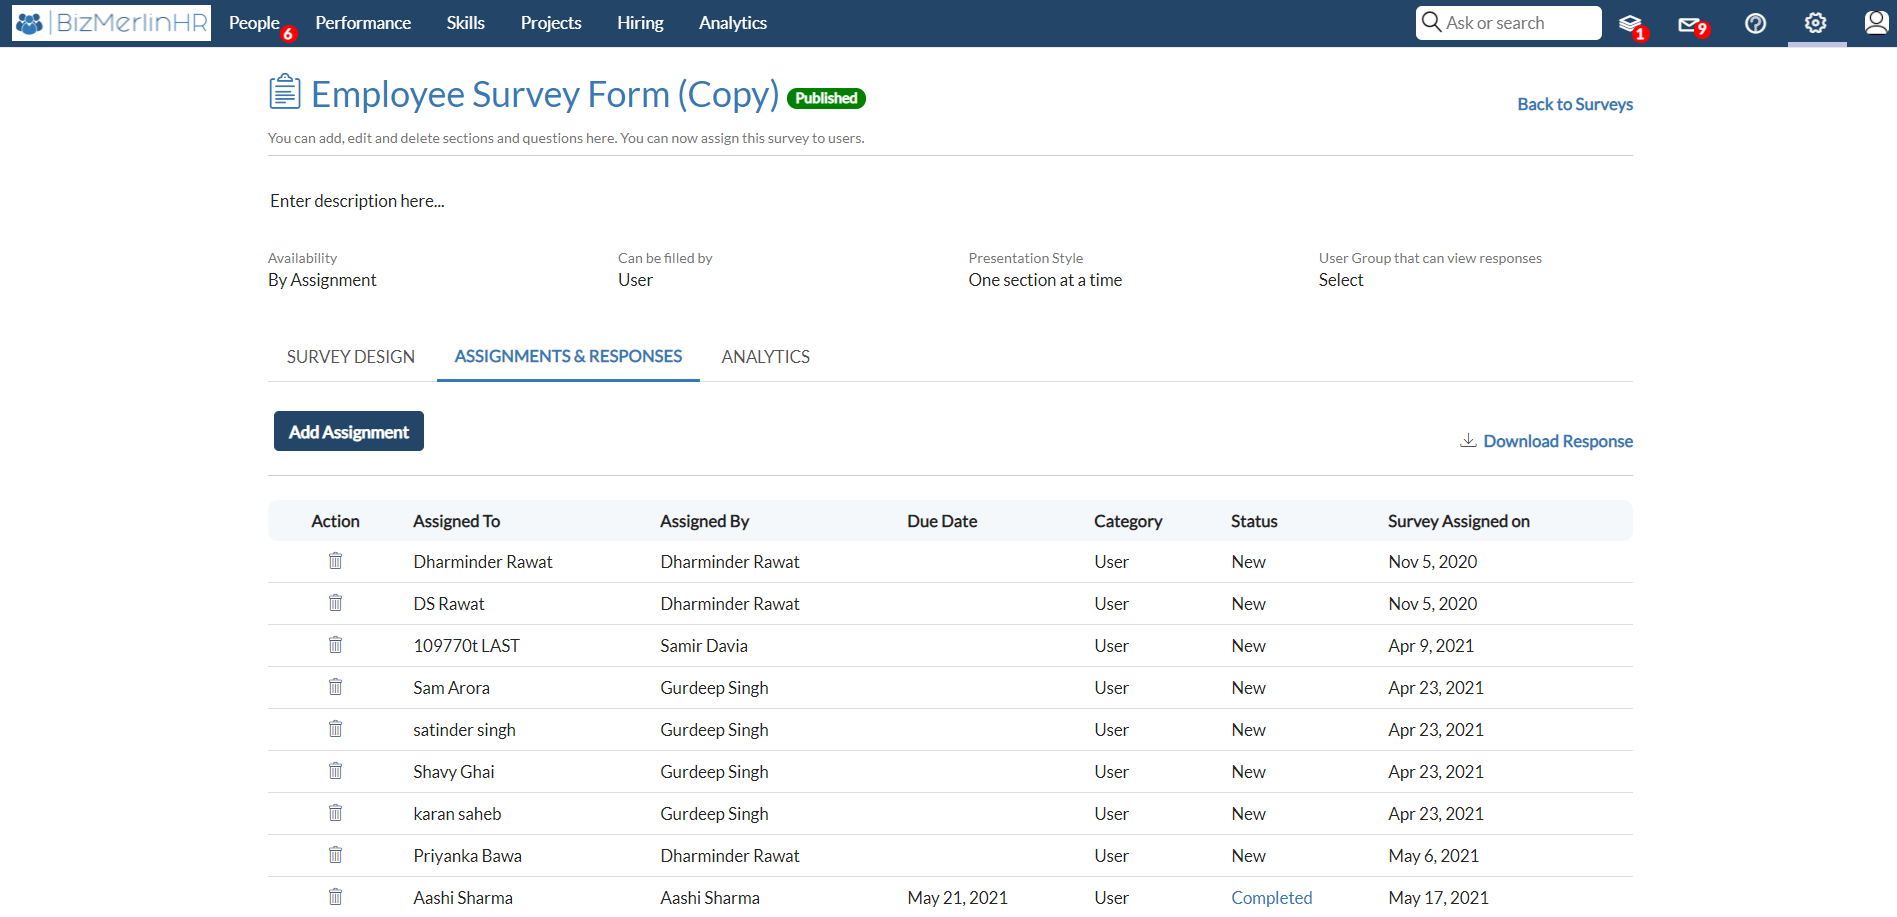 BizMerlinHR People 6 Performance Skills Projects Hiring Analytics Ask or search 1 9
Employee Survey Form (Copy) Published
Back to Surveys
You can add, edit and delete sections and questions here. You can now assign this survey to users.
Enter description here...
Availability Can be filled by Presentation Style User Group that can view responses
By Assignment User One section at a time Select
SURVEY DESIGN ASSIGNMENTS & RESPONSES ANALYTICS
Add Assignment
Download Response
Action Assigned To Assigned By Due Date Category Status Survey Assigned on
Dharminder Rawat Dharminder Rawat User New Nov 5, 2020
DS Rawat Dharminder Rawat User New Nov 5, 2020
109770t LAST Samir Davia User New Apr 9, 2021
Sam Arora Gurdeep Singh User New Apr 23, 2021
satinder singh Gurdeep Singh User New Apr 23, 2021
Shavy Ghai Gurdeep Singh User New Apr 23, 2021
karan saheb Gurdeep Singh User New Apr 23, 2021
Priyanka Bawa Dharminder Rawat User New May 6, 2021
Aashi Sharma Aashi Sharma May 21, 2021 User Completed May 17, 2021